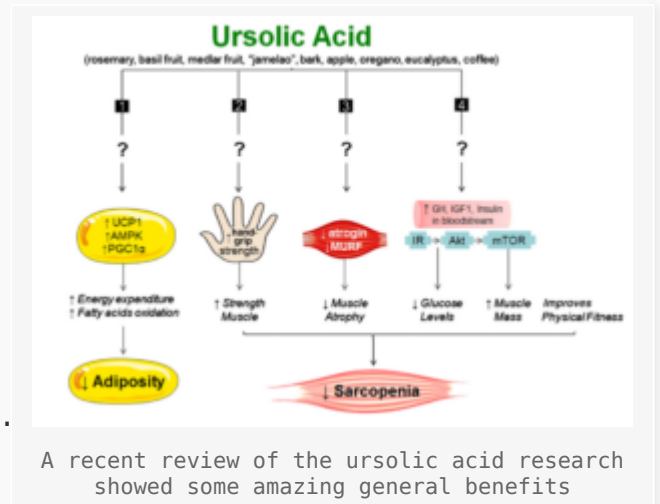 Ursolic Acid
(rosemary, basil fruit, medlar fruit, "jamelao", bark, apple, oregano, eucalyptus, coffee)
1 2 3 4
? ? ? ?
↑ UCP1
↑AMPK
↑PGC1α
↑ hand-
grip
strength
↓ atrogin
↓MURF
↑ GH, IGF1, Insulin
in bloodstream
IR Akt mTOR
↑ Energy expenditure
↑ Fatty acids oxidation
↑ Strength
Muscle
↓ Muscle
Atrophy
↓ Glucose
Levels
↑ Muscle
Mass
Improves
Physical Fitness
↓ Adiposity
↓ Sarcopenia
.
A recent review of the ursolic acid research
showed some amazing general benefits